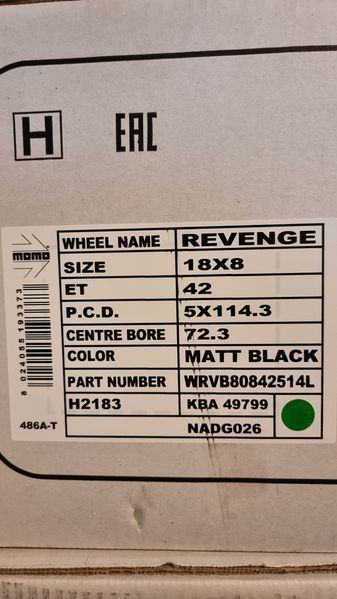 H EAC
momo
WHEEL NAME REVENGE
SIZE 18X8
ET 42
P.C.D. 5X114.3
CENTRE BORE 72.3
COLOR MATT BLACK
PART NUMBER WRVB80842514L
H2183 KBA 49799
NADG026
8 024055 193373
486A-T